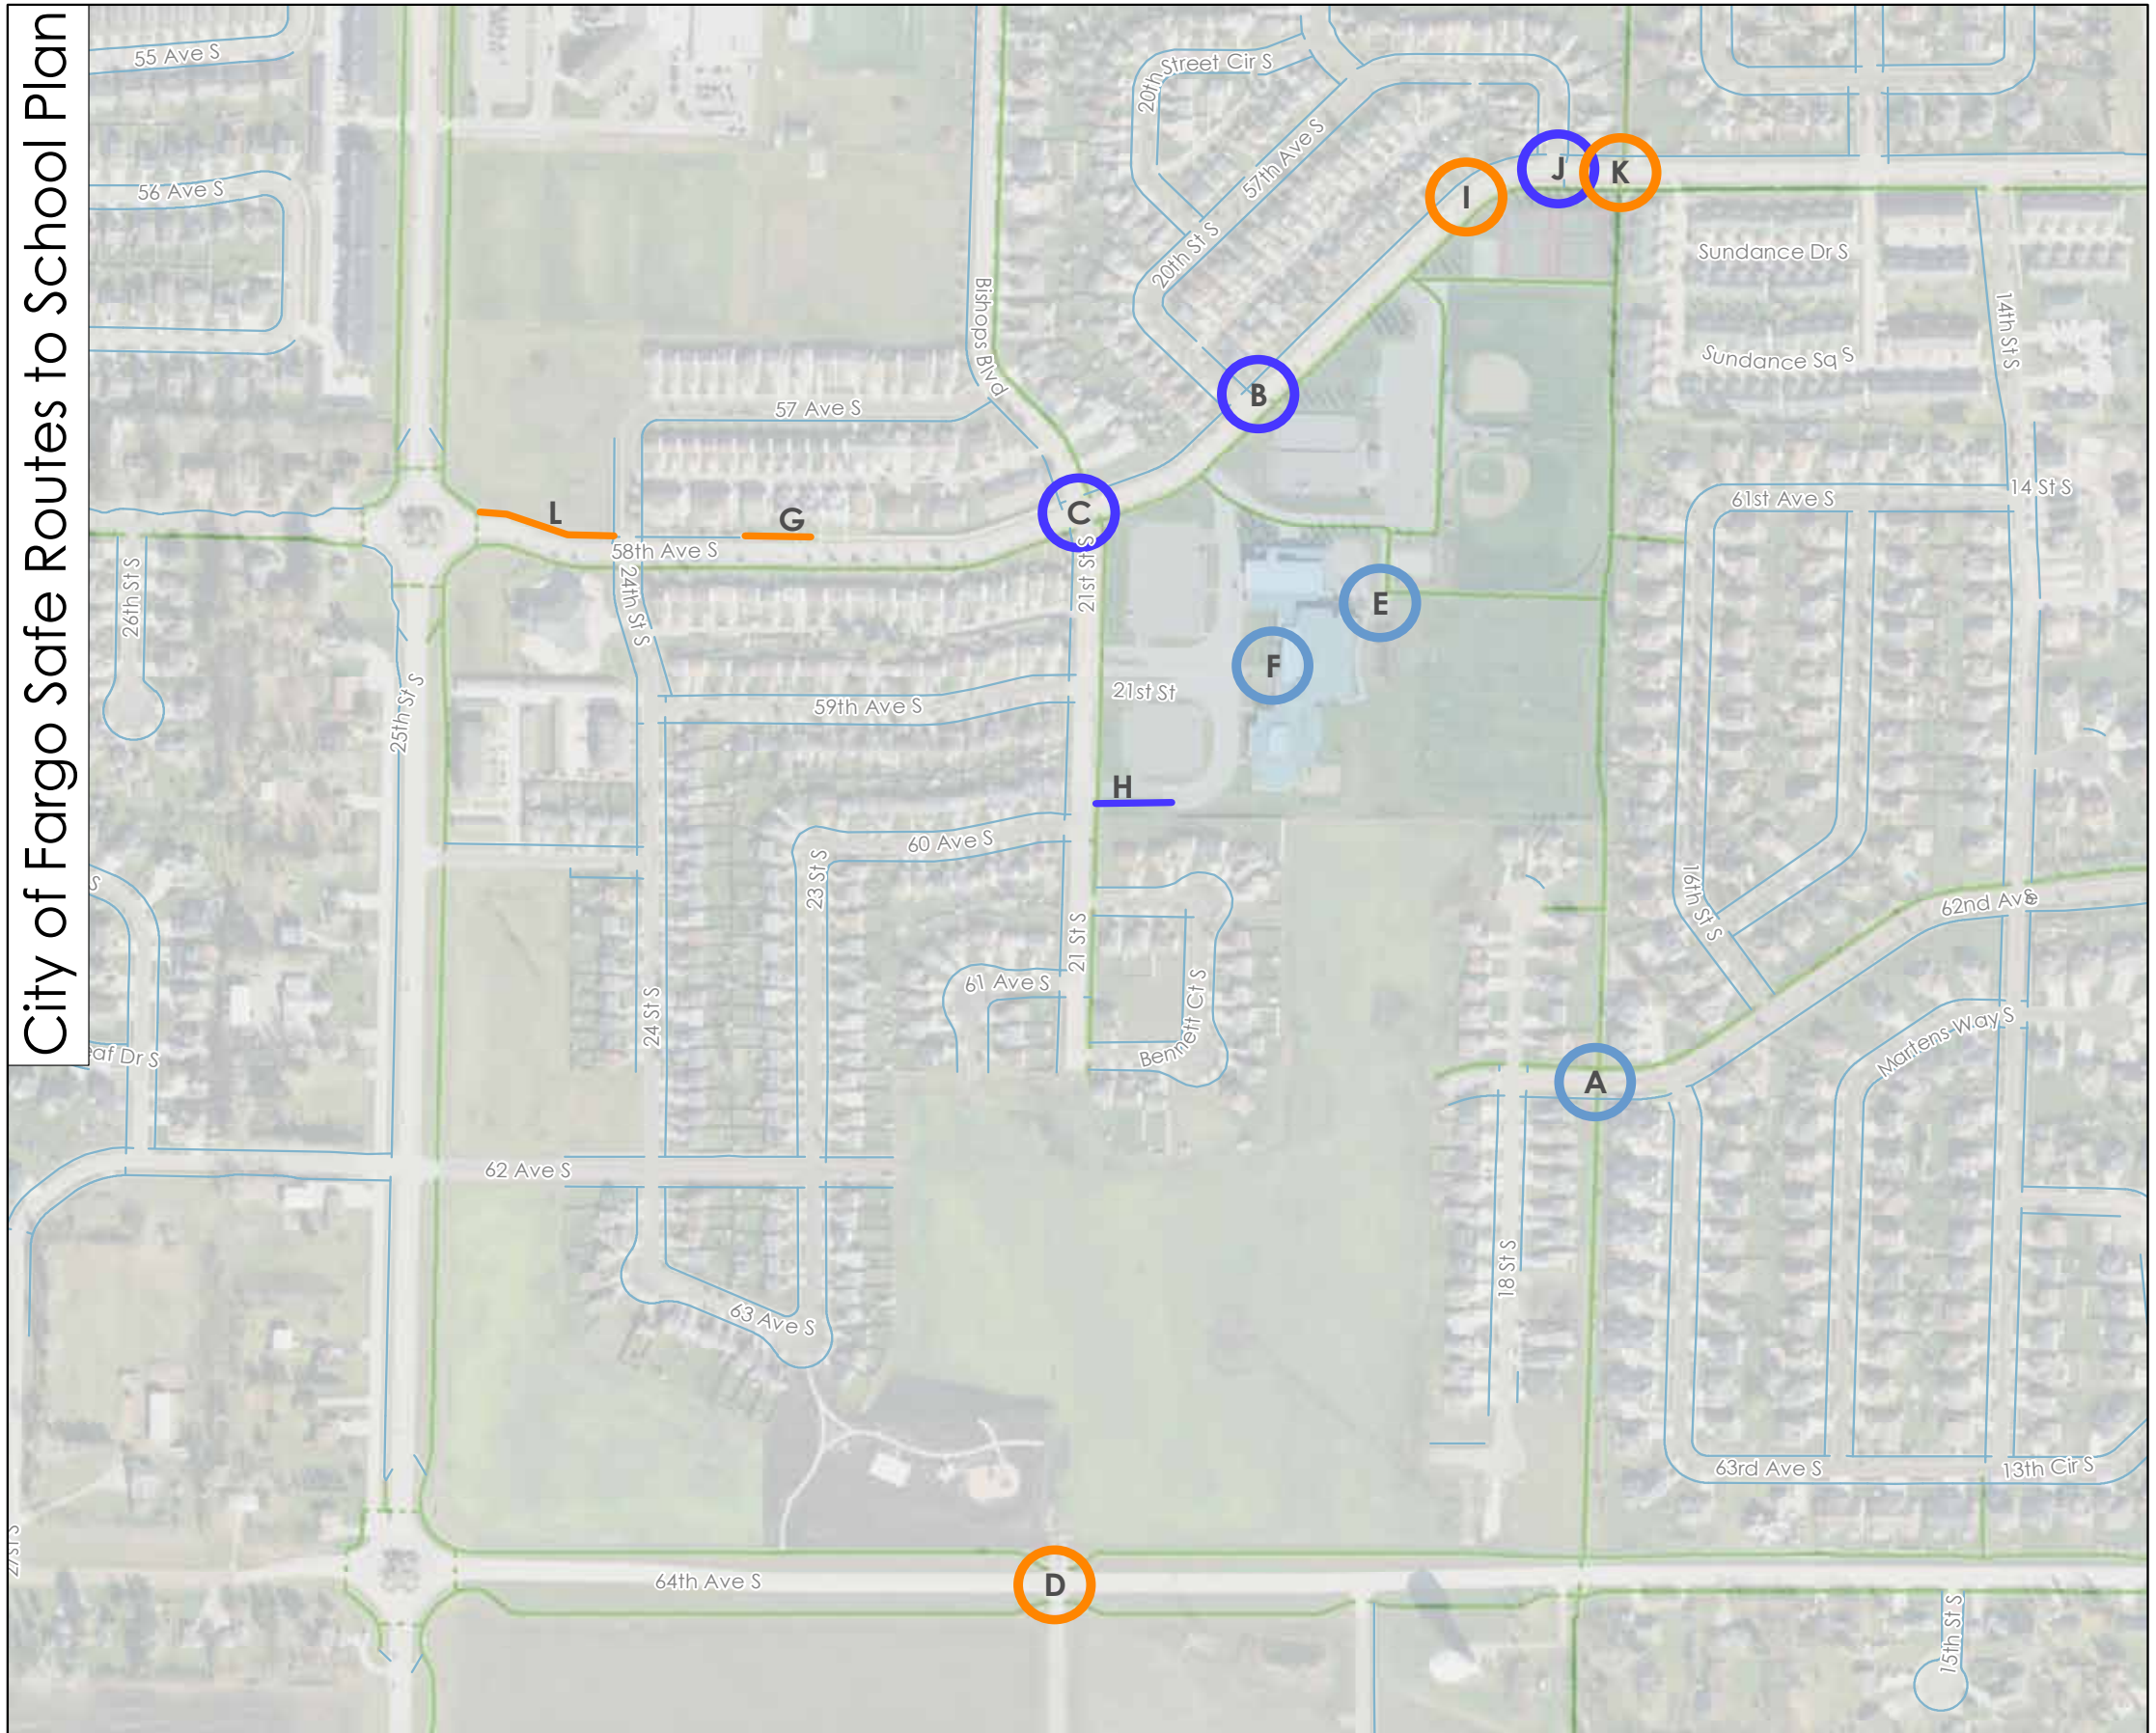 City of Fargo Safe Routes to School Plan
55 Ave S
20th Street Cir S
56 Ave S
57th Ave S
J
K
I
20th St S
Sundance Dr S
Bishops Blvd
14th St S
Sundance Sq S
57 Ave S
B
14 St S
61st Ave S
L
G
C
58th Ave S
21st St S
24th St S
26th St S
E
F
21st St
59th Ave S
25th St S
H
60 Ave S
23 St S
S
16th St S
62nd Ave S
21 St S
61 Ave S
Bennett Ct S
24 St S
Martens Way S
eaf Dr S
A
62 Ave S
18 St S
63 Ave S
63rd Ave S
13th Cir S
27st S
64th Ave S
D
15th St S